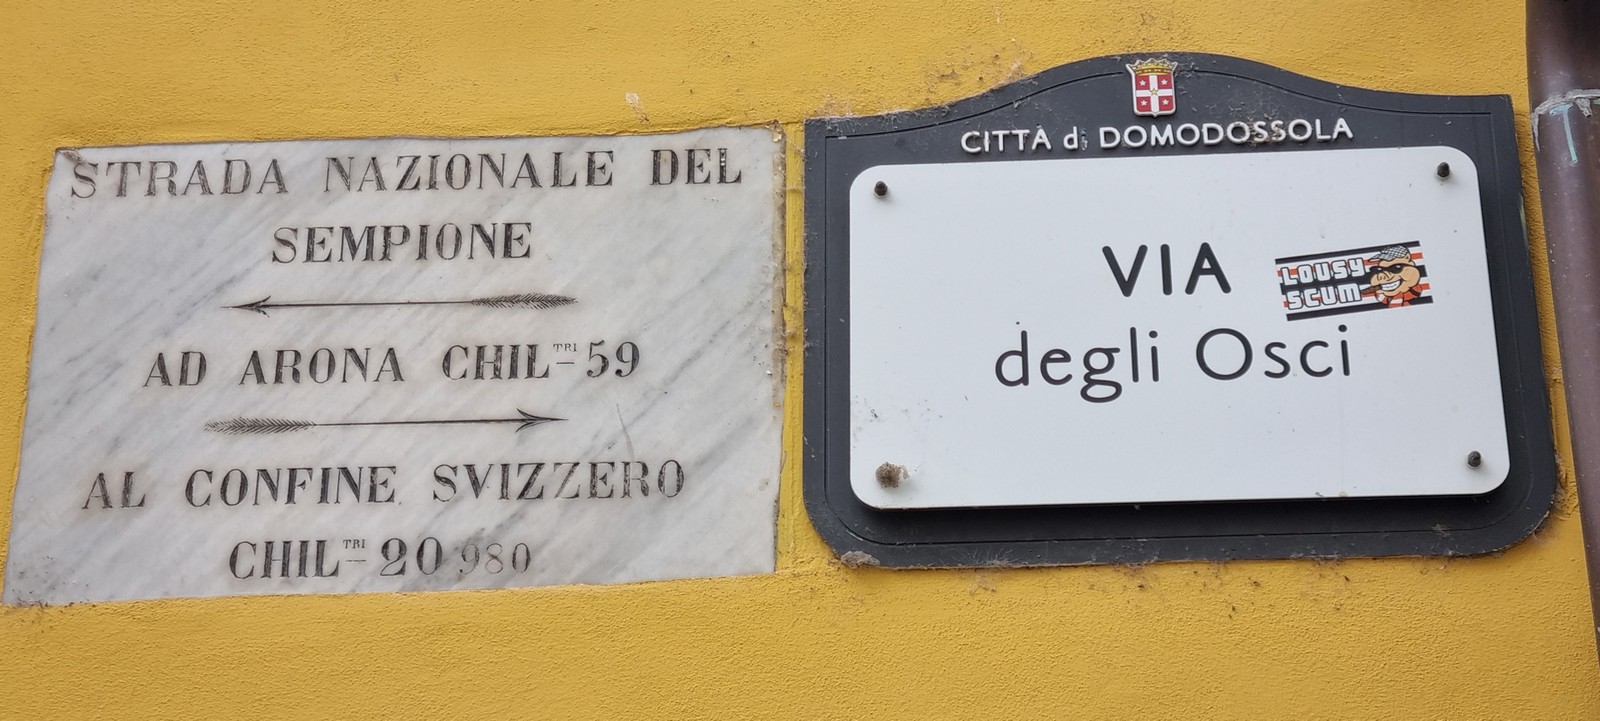 STRADA NAZIONALE DEL
SEMPIONE
AD ARONA CHIL.TRI 59
AL CONFINE SVIZZERO
CHIL.TRI 20 980
CITTÀ di DOMODOSSOLA
VIA
degli Osci
LOUSY
SCUM